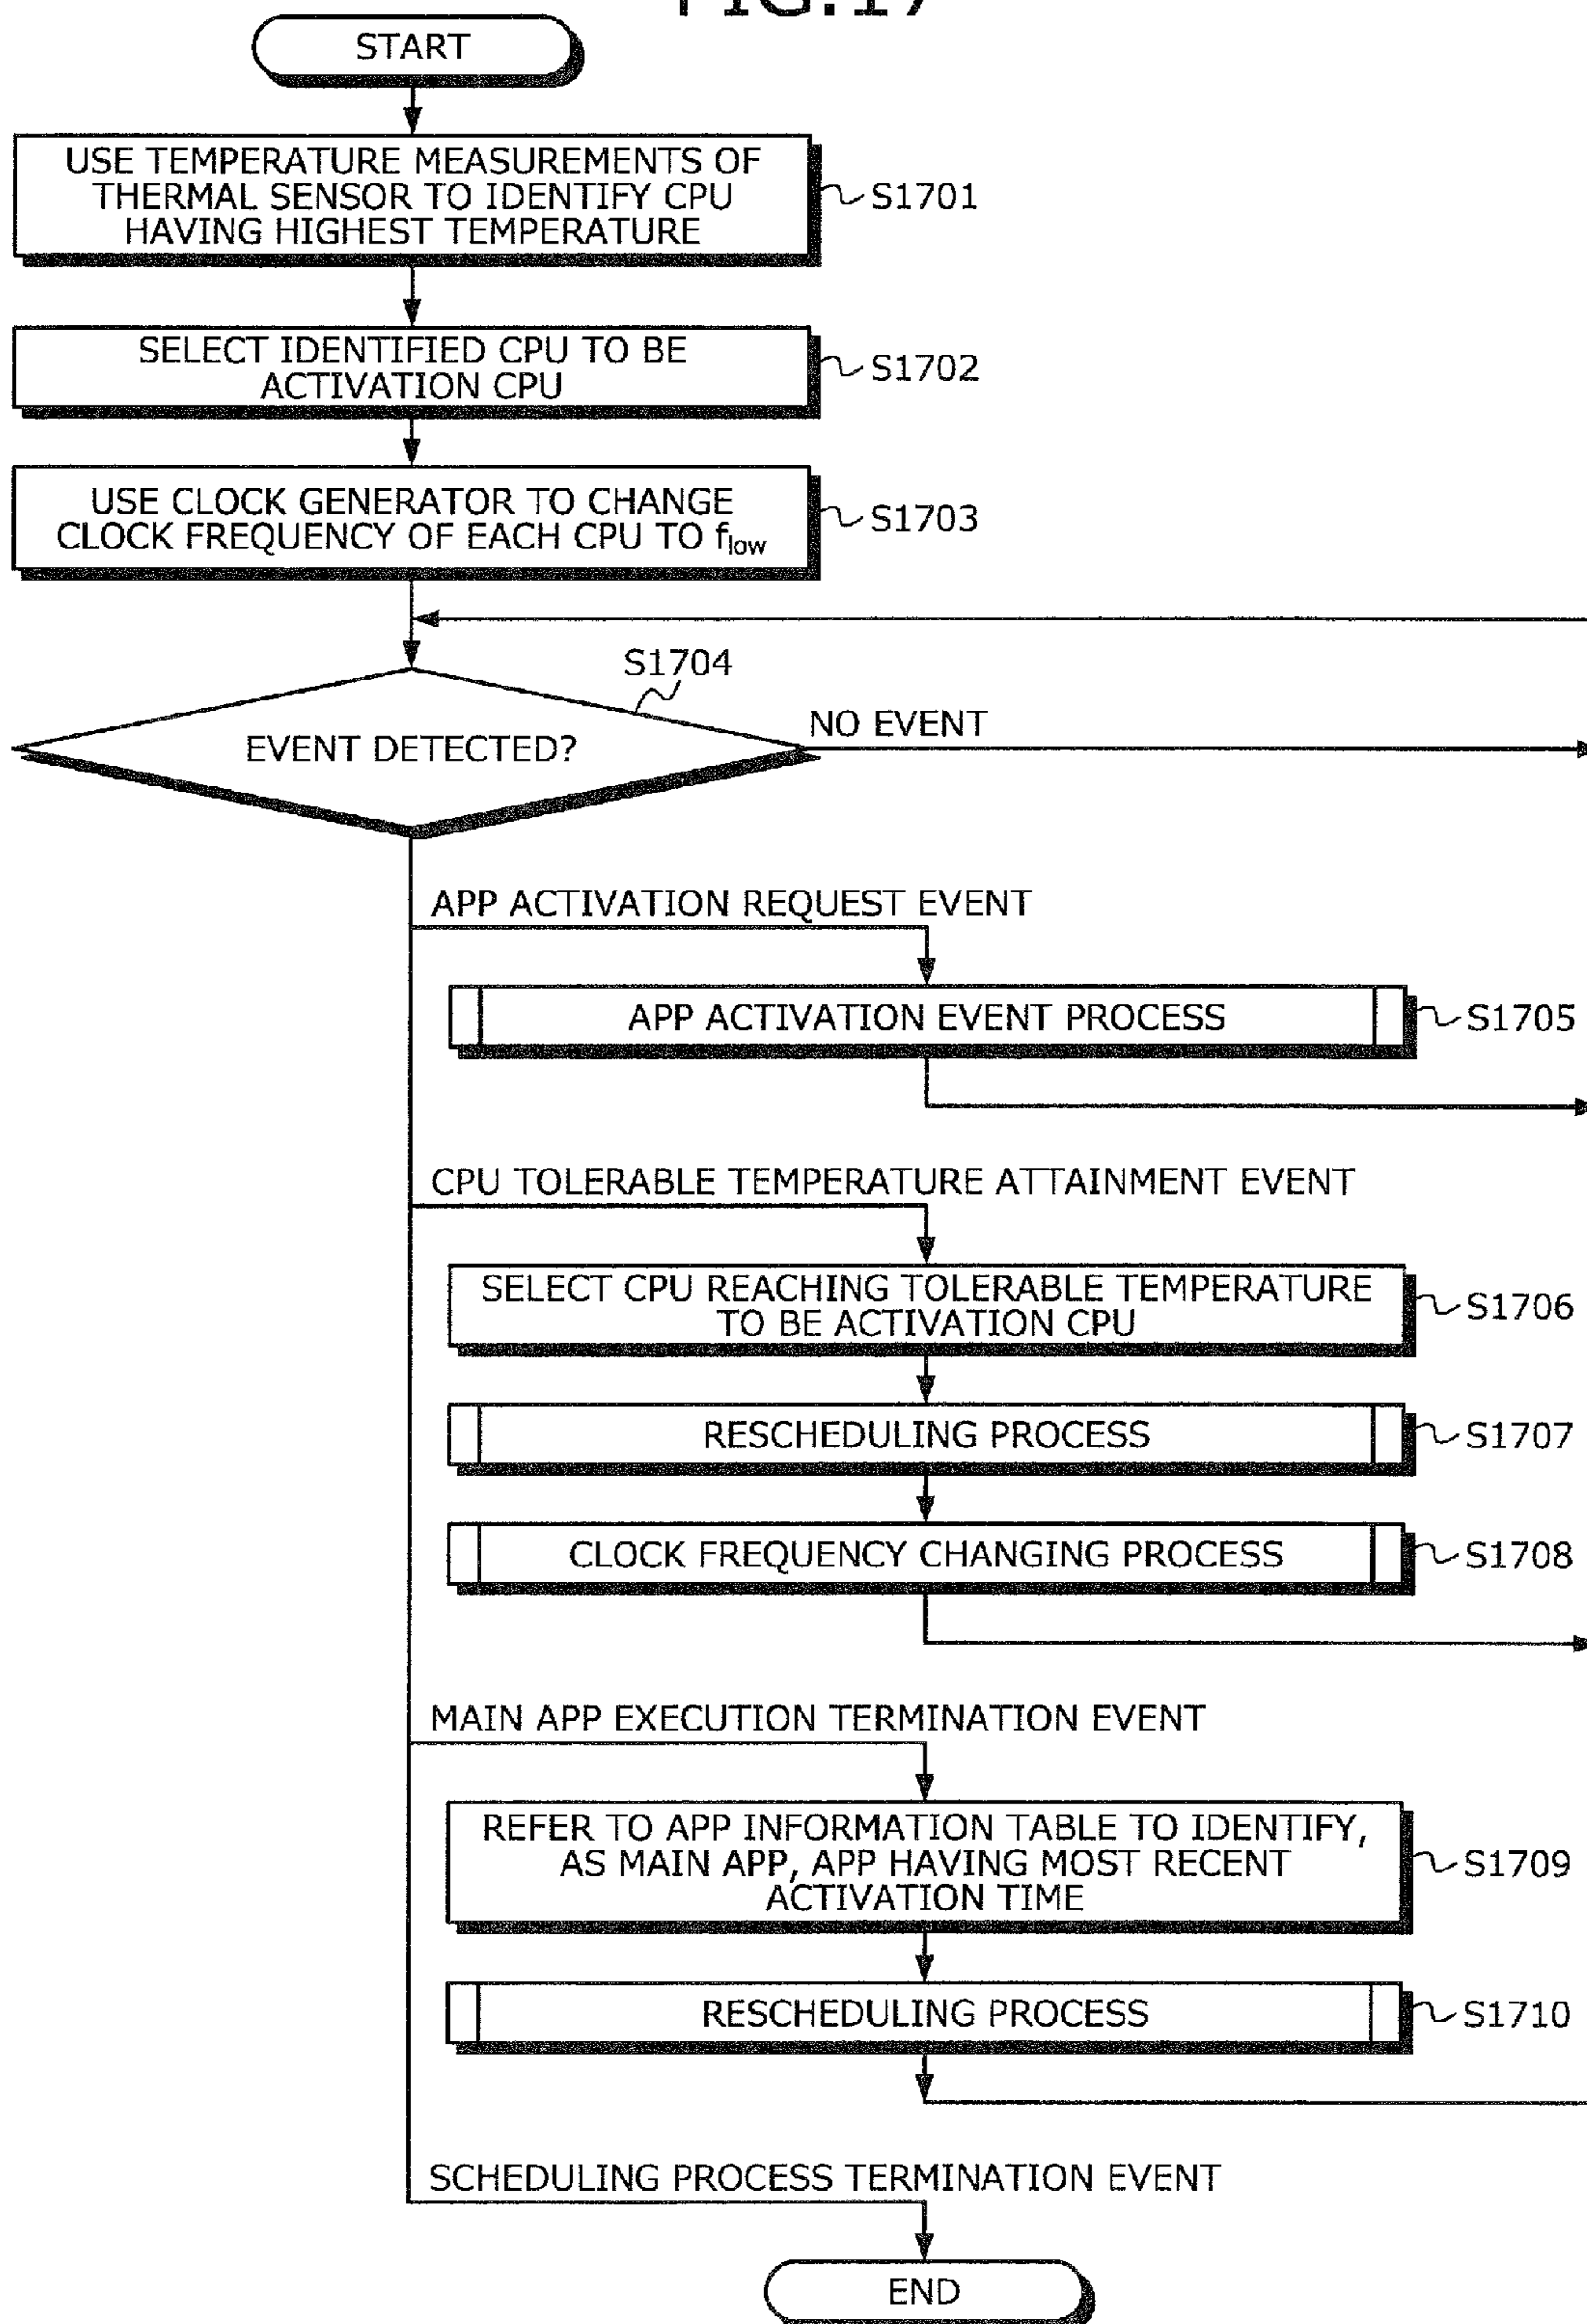 FIG.17
START
USE TEMPERATURE MEASUREMENTS OF
THERMAL SENSOR TO IDENTIFY CPU
HAVING HIGHEST TEMPERATURE
S1701
SELECT IDENTIFIED CPU TO BE
ACTIVATION CPU
S1702
USE CLOCK GENERATOR TO CHANGE
CLOCK FREQUENCY OF EACH CPU TO flow
S1703
S1704
EVENT DETECTED?
NO EVENT
APP ACTIVATION REQUEST EVENT
APP ACTIVATION EVENT PROCESS
S1705
CPU TOLERABLE TEMPERATURE ATTAINMENT EVENT
SELECT CPU REACHING TOLERABLE TEMPERATURE
TO BE ACTIVATION CPU
S1706
RESCHEDULING PROCESS
S1707
CLOCK FREQUENCY CHANGING PROCESS
S1708
MAIN APP EXECUTION TERMINATION EVENT
REFER TO APP INFORMATION TABLE TO IDENTIFY,
AS MAIN APP, APP HAVING MOST RECENT
ACTIVATION TIME
S1709
RESCHEDULING PROCESS
S1710
SCHEDULING PROCESS TERMINATION EVENT
END